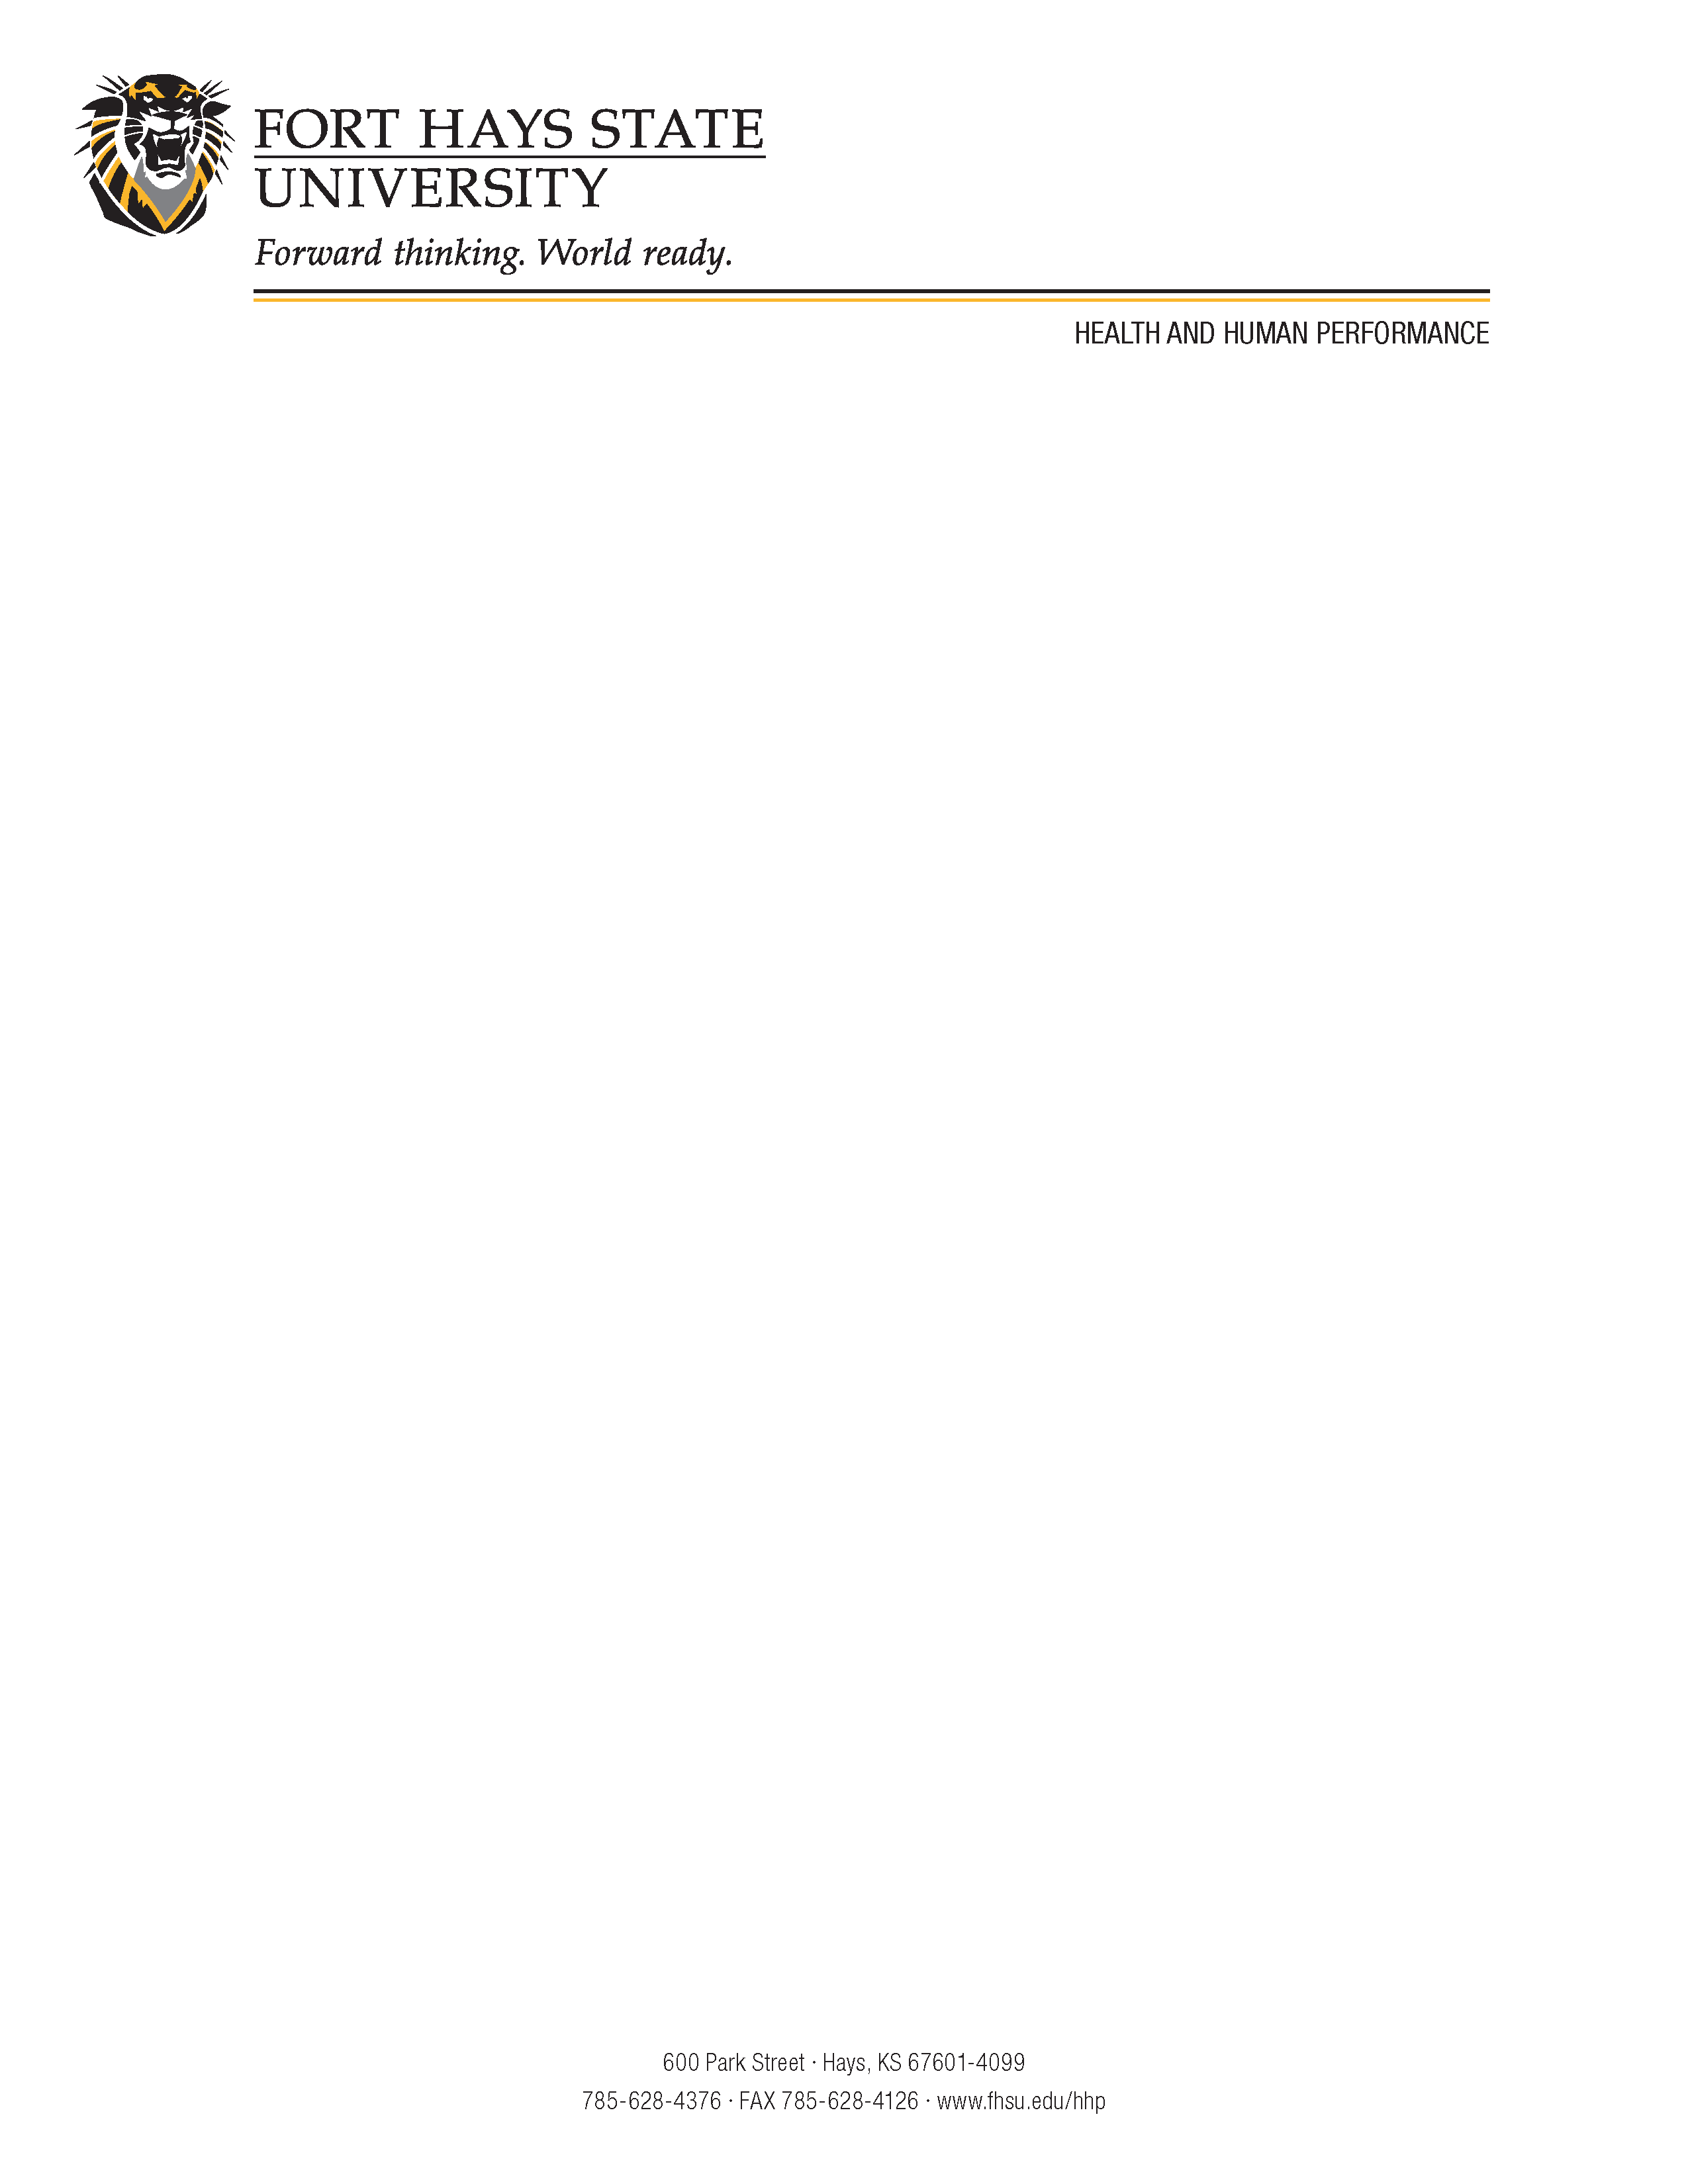 FORT HAYS STATE
UNIVERSITY
Forward thinking. World ready.
HEALTH AND HUMAN PERFORMANCE
600 Park Street · Hays, KS 67601-4099
785-628-4376 · FAX 785-628-4126 · www.fhsu.edu/hhp